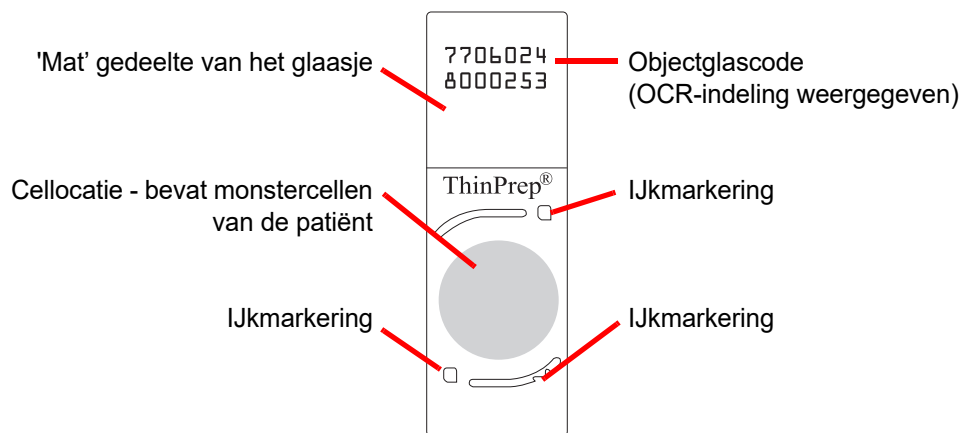 'Mat’ gedeelte van het glaasje
7706024
8000253
Objectglascode
(OCR-indeling weergegeven)
ThinPrep®
Cellocatie - bevat monstercellen
van de patiënt
IJkmarkering
IJkmarkering
IJkmarkering